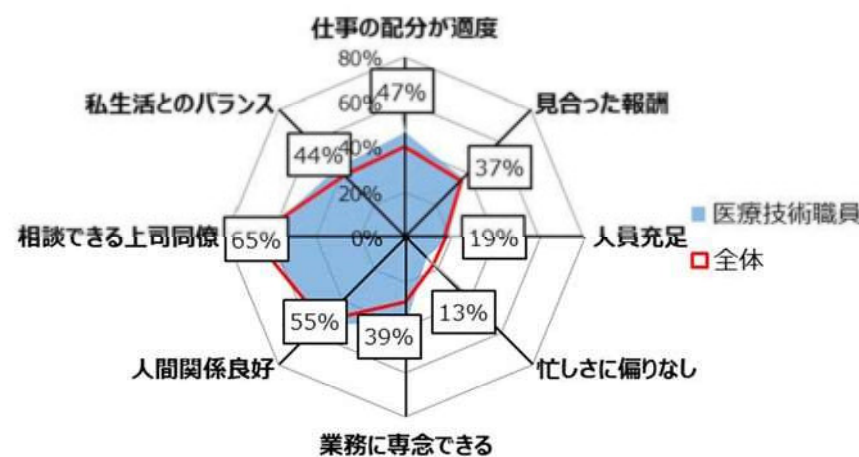 仕事の配分が適度
80%
47%
60%
見合った報酬
私生活とのバランス
44%
40%
37%
20%
相談できる上司同僚
65%
0%
19%
人員充足
医療技術職員
全体
55%
39%
13%
人間関係良好
忙しさに偏りなし
業務に専念できる